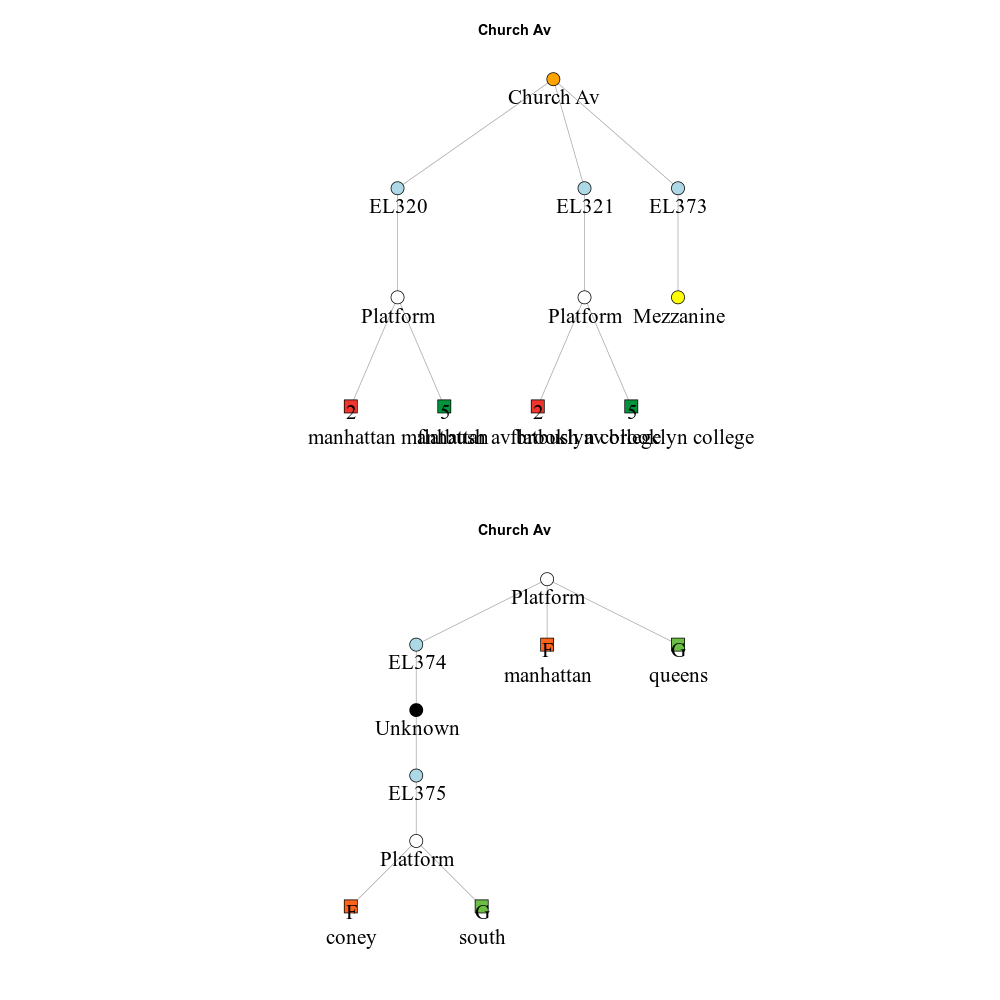 Church Av
Church Av
EL320
EL321
EL373
Platform
Platform
Mezzanine
2
5
2
5
manhattan
manhattan
flatbush av brooklyn college
flatbush av brooklyn college
Church Av
Platform
EL374
F
G
manhattan
queens
Unknown
EL375
Platform
F
G
coney
south